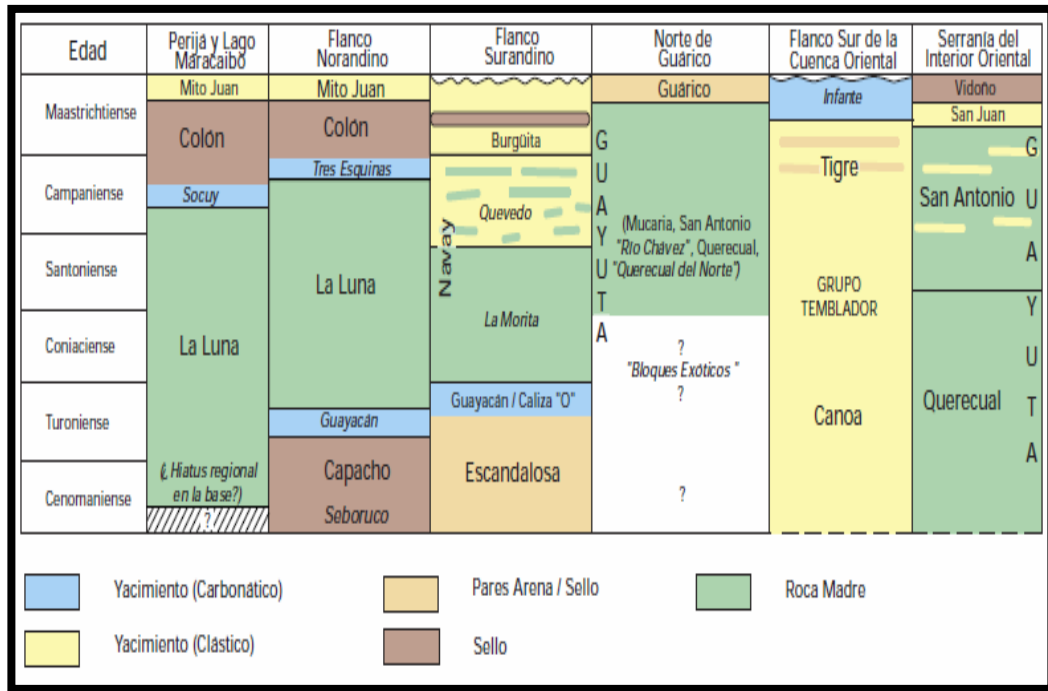 Edad
Perijá y Lago
Maracaibo
Flanco
Norandino
Flanco
Surandino
Norte de
Guárico
Flanco Sur de la
Cuenca Oriental
Serranía del
Interior Oriental
Maastrichtiense
Campaniense
Santoniense
Coniaciense
Turoniense
Cenomaniense
Mito Juan
Colón
Socuy
La Luna
(¿Hiatus regional
en la base?)
?
Mito Juan
Colón
Tres Esquinas
La Luna
Guayacán
Capacho
Seboruco
Burgüita
Quevedo
Navay
La Morita
Guayacán / Caliza "O"
Escandalosa
Guárico
GUAYUTA
(Mucaria, San Antonio
"Río Chávez", Querecual,
"Querecual del Norte")
?
"Bloques Exóticos "
?
?
Infante
Tigre
GRUPO
TEMBLADOR
Canoa
Vidoño
San Juan
San Antonio
Querecual
GUAYUTA
Yacimiento (Carbonático)
Pares Arena / Sello
Roca Madre
Yacimiento (Clástico)
Sello